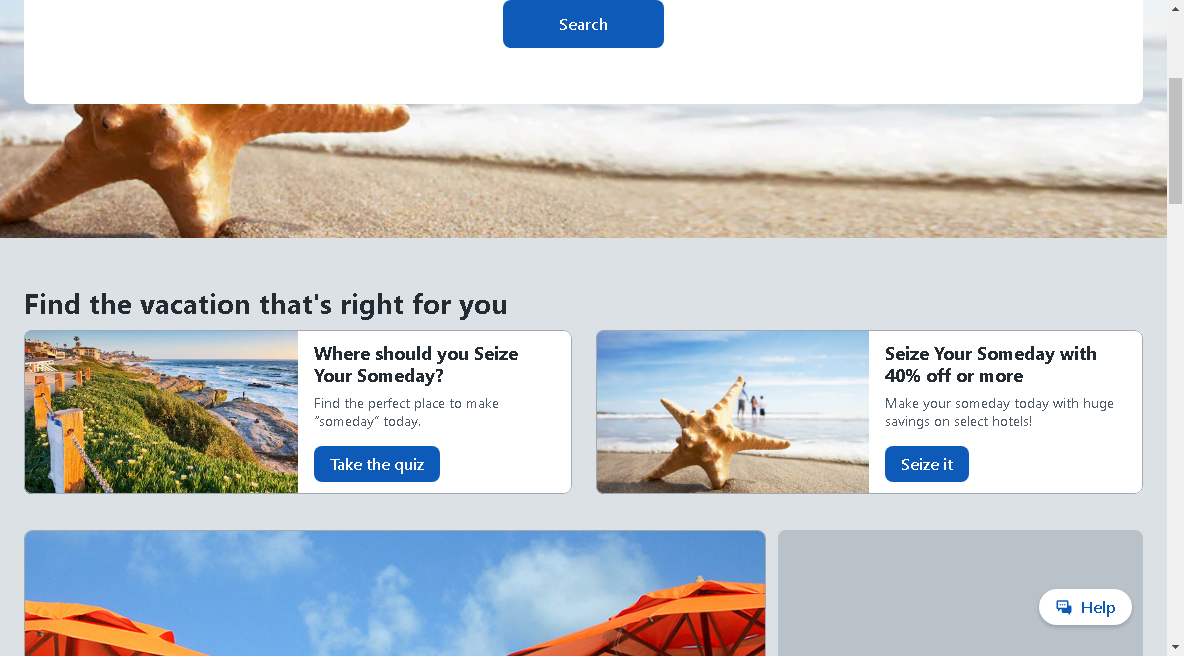 Search
Find the vacation that's right for you
Where should you Seize
Your Someday?
Find the perfect place to make
“someday” today.
Take the quiz
Seize Your Someday with
40% off or more
Make your someday today with huge
savings on select hotels!
Seize it
Help